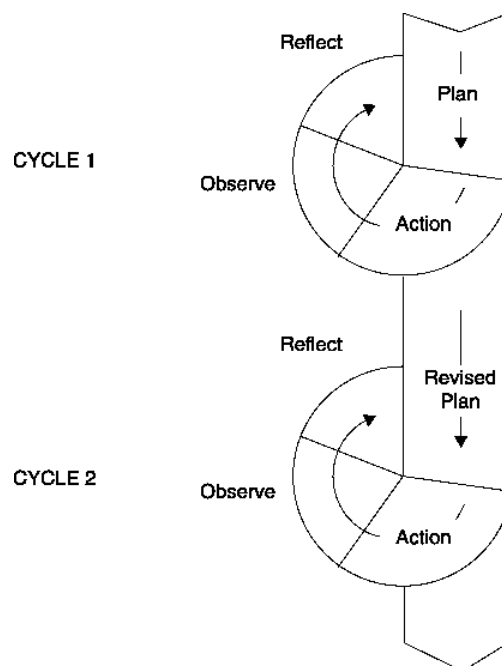 Reflect
Plan
CYCLE 1
Observe
Action
Reflect
Revised
Plan
CYCLE 2
Observe
Action